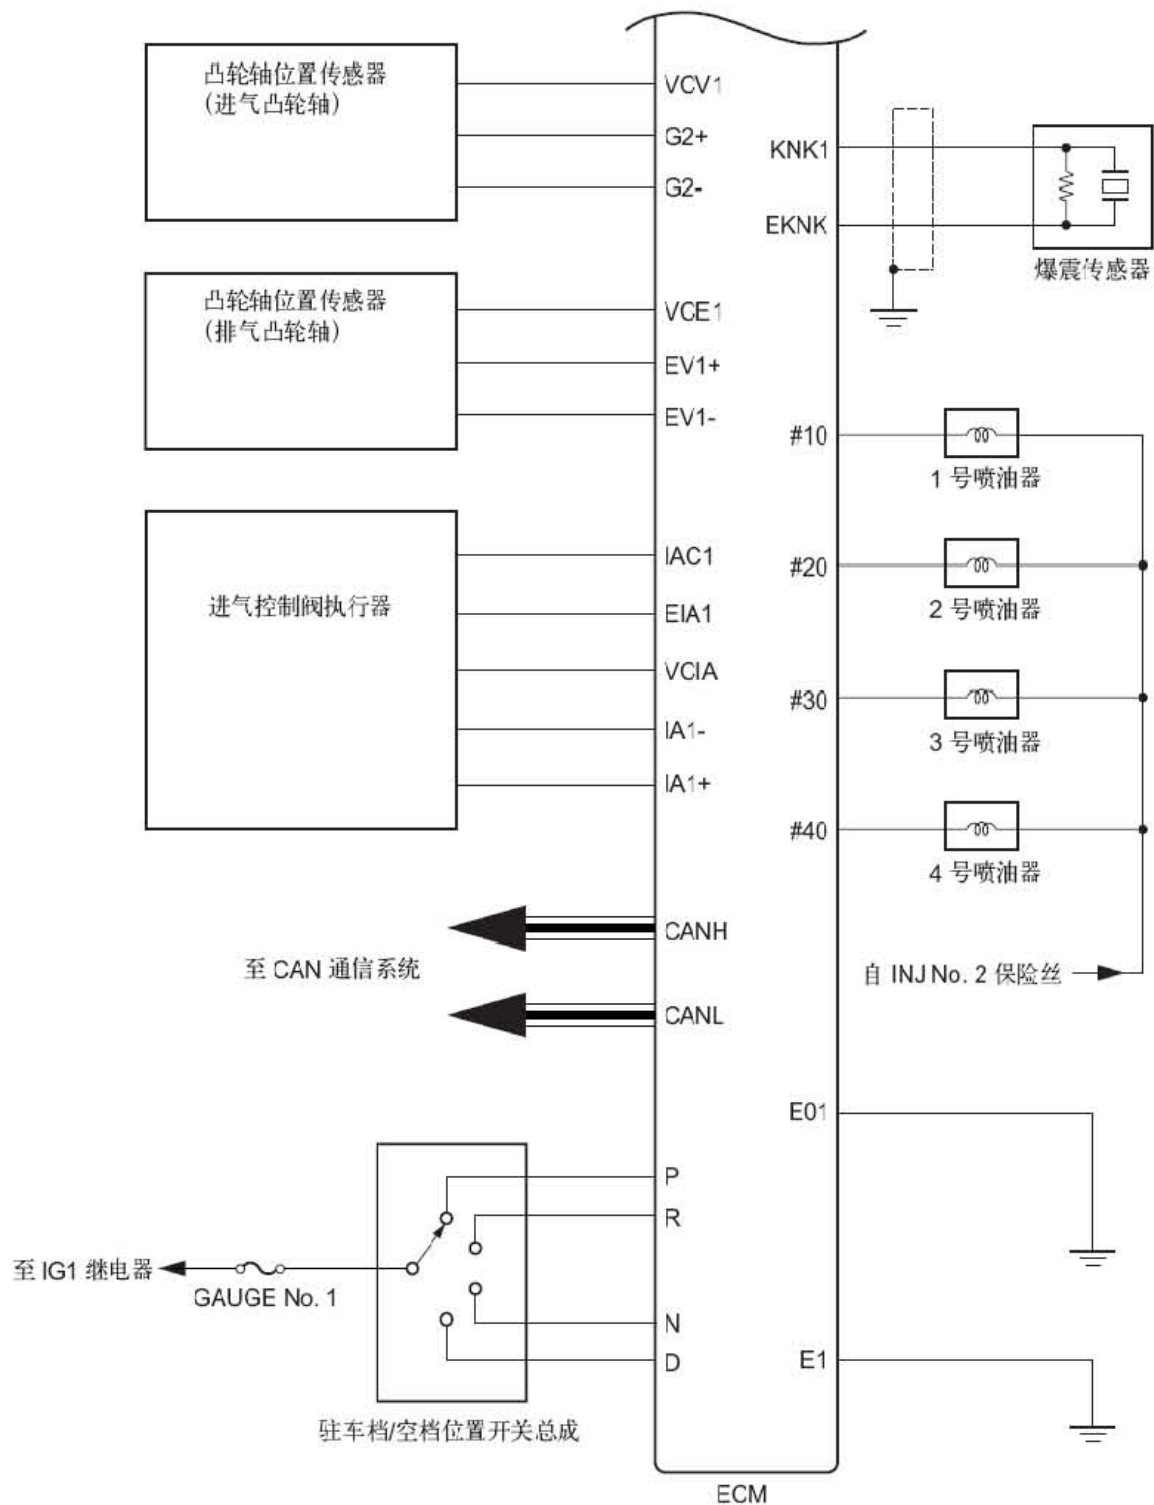 凸轮轴位置传感器
(进气凸轮轴)
VCV1
G2+
G2-
KNK1
EKNK
爆震传感器
凸轮轴位置传感器
(排气凸轮轴)
VCE1
EV1+
EV1-
#10
1 号喷油器
进气控制阀执行器
IAC1
EIA1
VCIA
IA1-
IA1+
#20
2 号喷油器
#30
3 号喷油器
#40
4 号喷油器
CANH
至 CAN 通信系统
CANL
自 INJ No. 2 保险丝
E01
P
R
至 IG1 继电器
GAUGE No. 1
N
D
E1
驻车档/空档位置开关总成
ECM